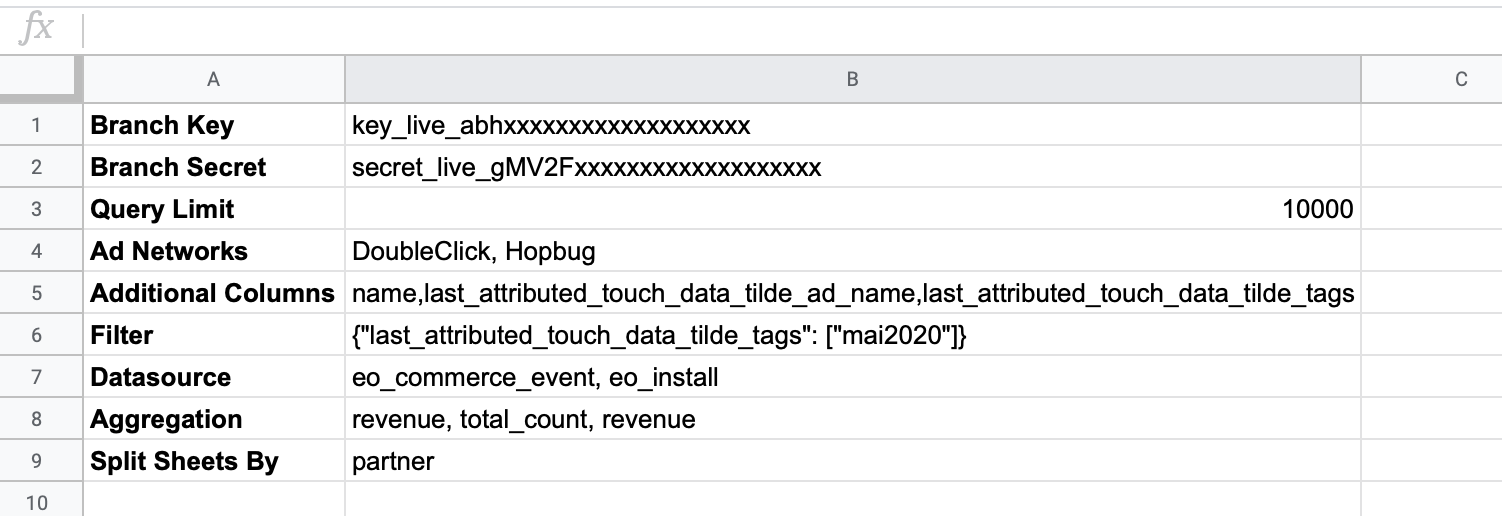 fx
A B C
1 Branch Key key_live_abhxxxxxxxxxxxxxxxxxxx
2 Branch Secret secret_live_gMV2Fxxxxxxxxxxxxxxxxxxx
3 Query Limit 10000
4 Ad Networks DoubleClick, Hopbug
5 Additional Columns name,last_attributed_touch_data_tilde_ad_name,last_attributed_touch_data_tilde_tags
6 Filter {"last_attributed_touch_data_tilde_tags": ["mai2020"]}
7 Datasource eo_commerce_event, eo_install
8 Aggregation revenue, total_count, revenue
9 Split Sheets By partner
10